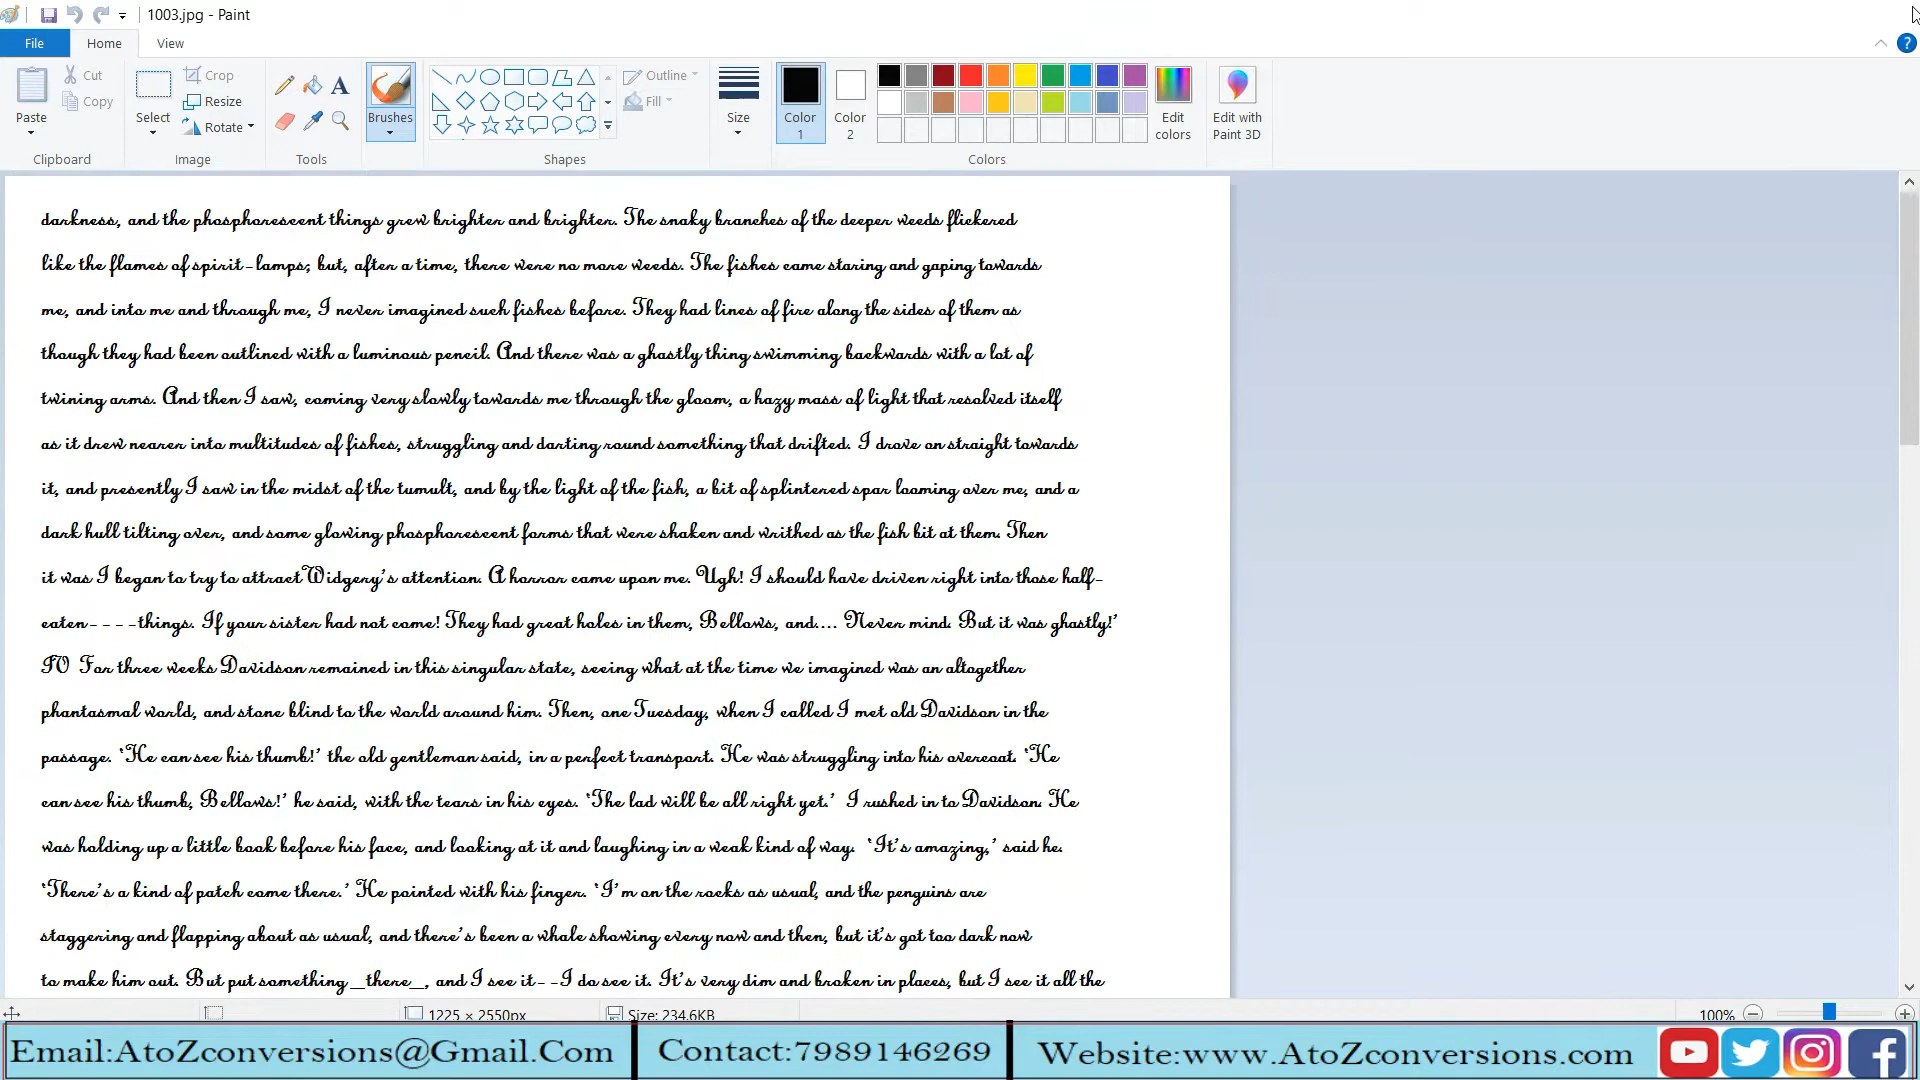 1003.jpg - Paint
File Home View
Paste Cut Copy Clipboard
Select Crop Resize Rotate Image
Tools
Brushes
Outline Fill Shapes
Size
Color 1 Color 2 Edit colors Colors
Edit with Paint 3D
darkness, and the phosphorescent things grew brighter and brighter. The snaky branches of the deeper weeds flickered
like the flames of spirit-lamps; but, after a time, there were no more weeds. The fishes came staring and gaping towards
me, and into me and through me, I never imagined such fishes before. They had lines of fire along the sides of them as
though they had been outlined with a luminous pencil. And there was a ghastly thing swimming backwards with a lot of
twining arms. And then I saw, coming very slowly towards me through the gloom, a hazy mass of light that resolved itself
as it drew nearer into multitudes of fishes, struggling and darting round something that drifted. I drove on straight towards
it, and presently I saw in the midst of the tumult, and by the light of the fish, a bit of splintered spar looming over me, and a
dark hull tilting over, and some glowing phosphorescent forms that were shaken and writhed as the fish bit at them. Then
it was I began to try to attract Widgery's attention. A horror came upon me. Ugh! I should have driven right into those half-
eaten----things. If your sister had not come! They had great holes in them, Bellows, and.... Never mind. But it was ghastly!'
For three weeks Davidson remained in this singular state, seeing what at the time we imagined was an altogether
phantasmal world, and stone blind to the world around him. Then, one Tuesday, when I called I met old Davidson in the
passage. 'He can see his thumb!' the old gentleman said, in a perfect transport. He was struggling into his overcoat. 'He
can see his thumb, Bellows!' he said, with the tears in his eyes. 'The lad will be all right yet.' I rushed in to Davidson. He
was holding up a little book before his face, and looking at it and laughing in a weak kind of way. 'It's amazing,' said he.
'There's a kind of patch come there.' He pointed with his finger. 'I'm on the rocks as usual, and the penguins are
staggering and flapping about as usual, and there's been a whale showing every now and then, but it's got too dark now
to make him out. But put something _there_, and I see it--I do see it. It's very dim and broken in places, but I see it all the
1225 × 2550px Size: 234.6KB 100%
Email:AtoZconversions@Gmail.Com Contact:7989146269 Website:www.AtoZconversions.com